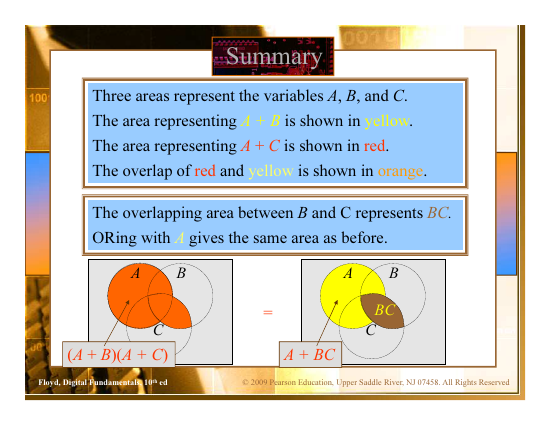 Summary
Three areas represent the variables A, B, and C.
The area representing A + B is shown in yellow.
The area representing A + C is shown in red.
The overlap of red and yellow is shown in orange.
The overlapping area between B and C represents BC.
ORing with A gives the same area as before.
A B
C
(A + B)(A + C)
=
A B
BC
C
A + BC
Floyd, Digital Fundamentals, 10th ed
© 2009 Pearson Education, Upper Saddle River, NJ 07458. All Rights Reserved